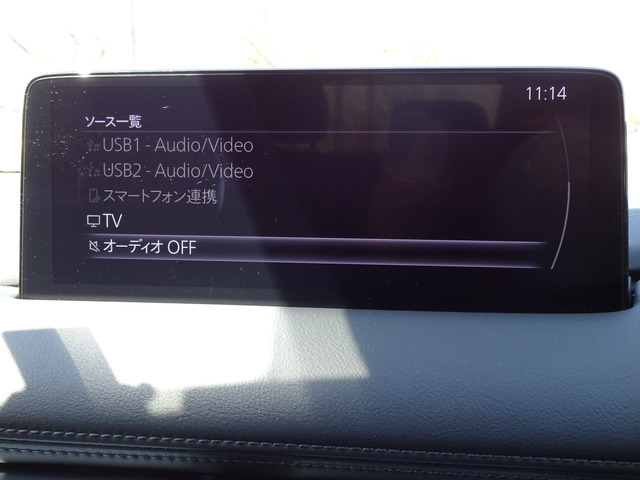 11:14
ソース一覧
USB1 - Audio/Video
USB2 - Audio/Video
スマートフォン連携
TV
オーディオ OFF